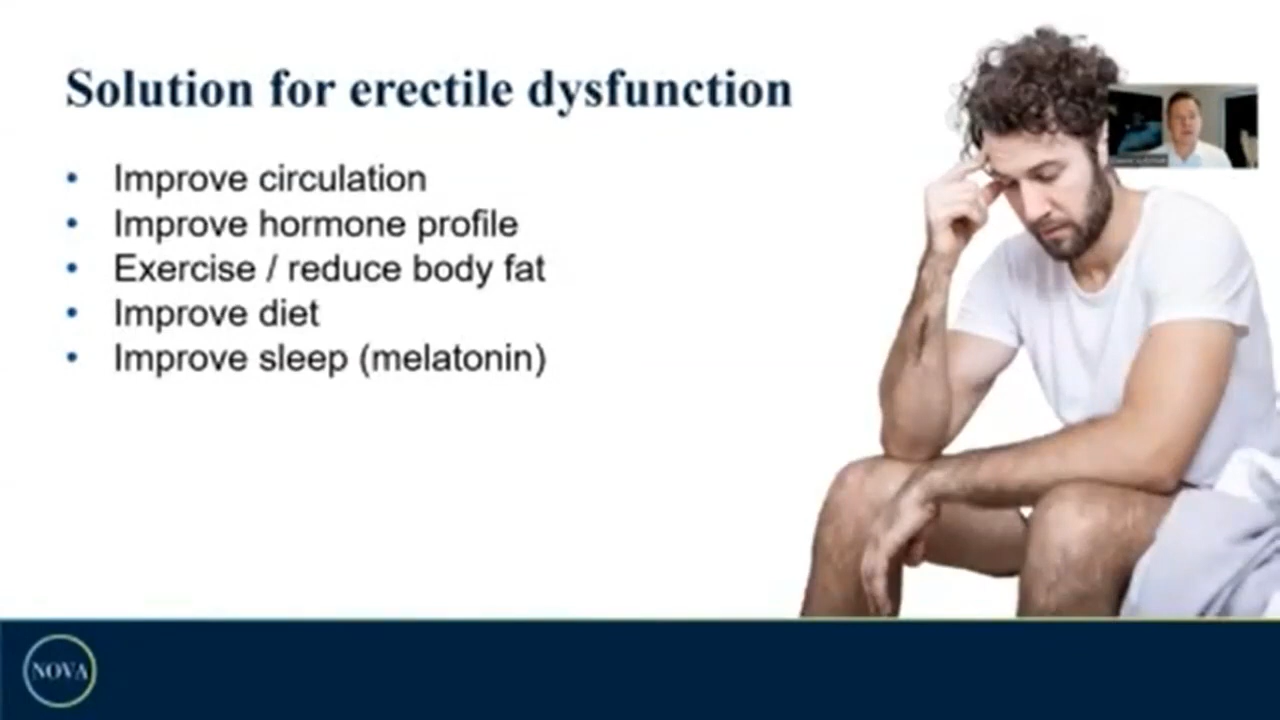 Solution for erectile dysfunction
• Improve circulation
• Improve hormone profile
• Exercise / reduce body fat
• Improve diet
• Improve sleep (melatonin)
NOVA